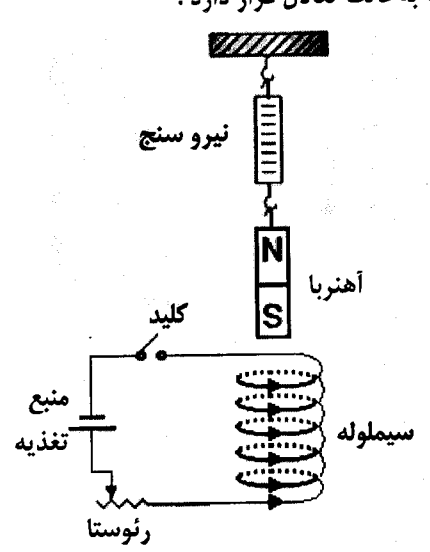 به حالت تعادل قرار دارد .
نیرو سنج
N
آهنربا
S
کلید
منبع
تغذیه
سیملوله
رئوستا